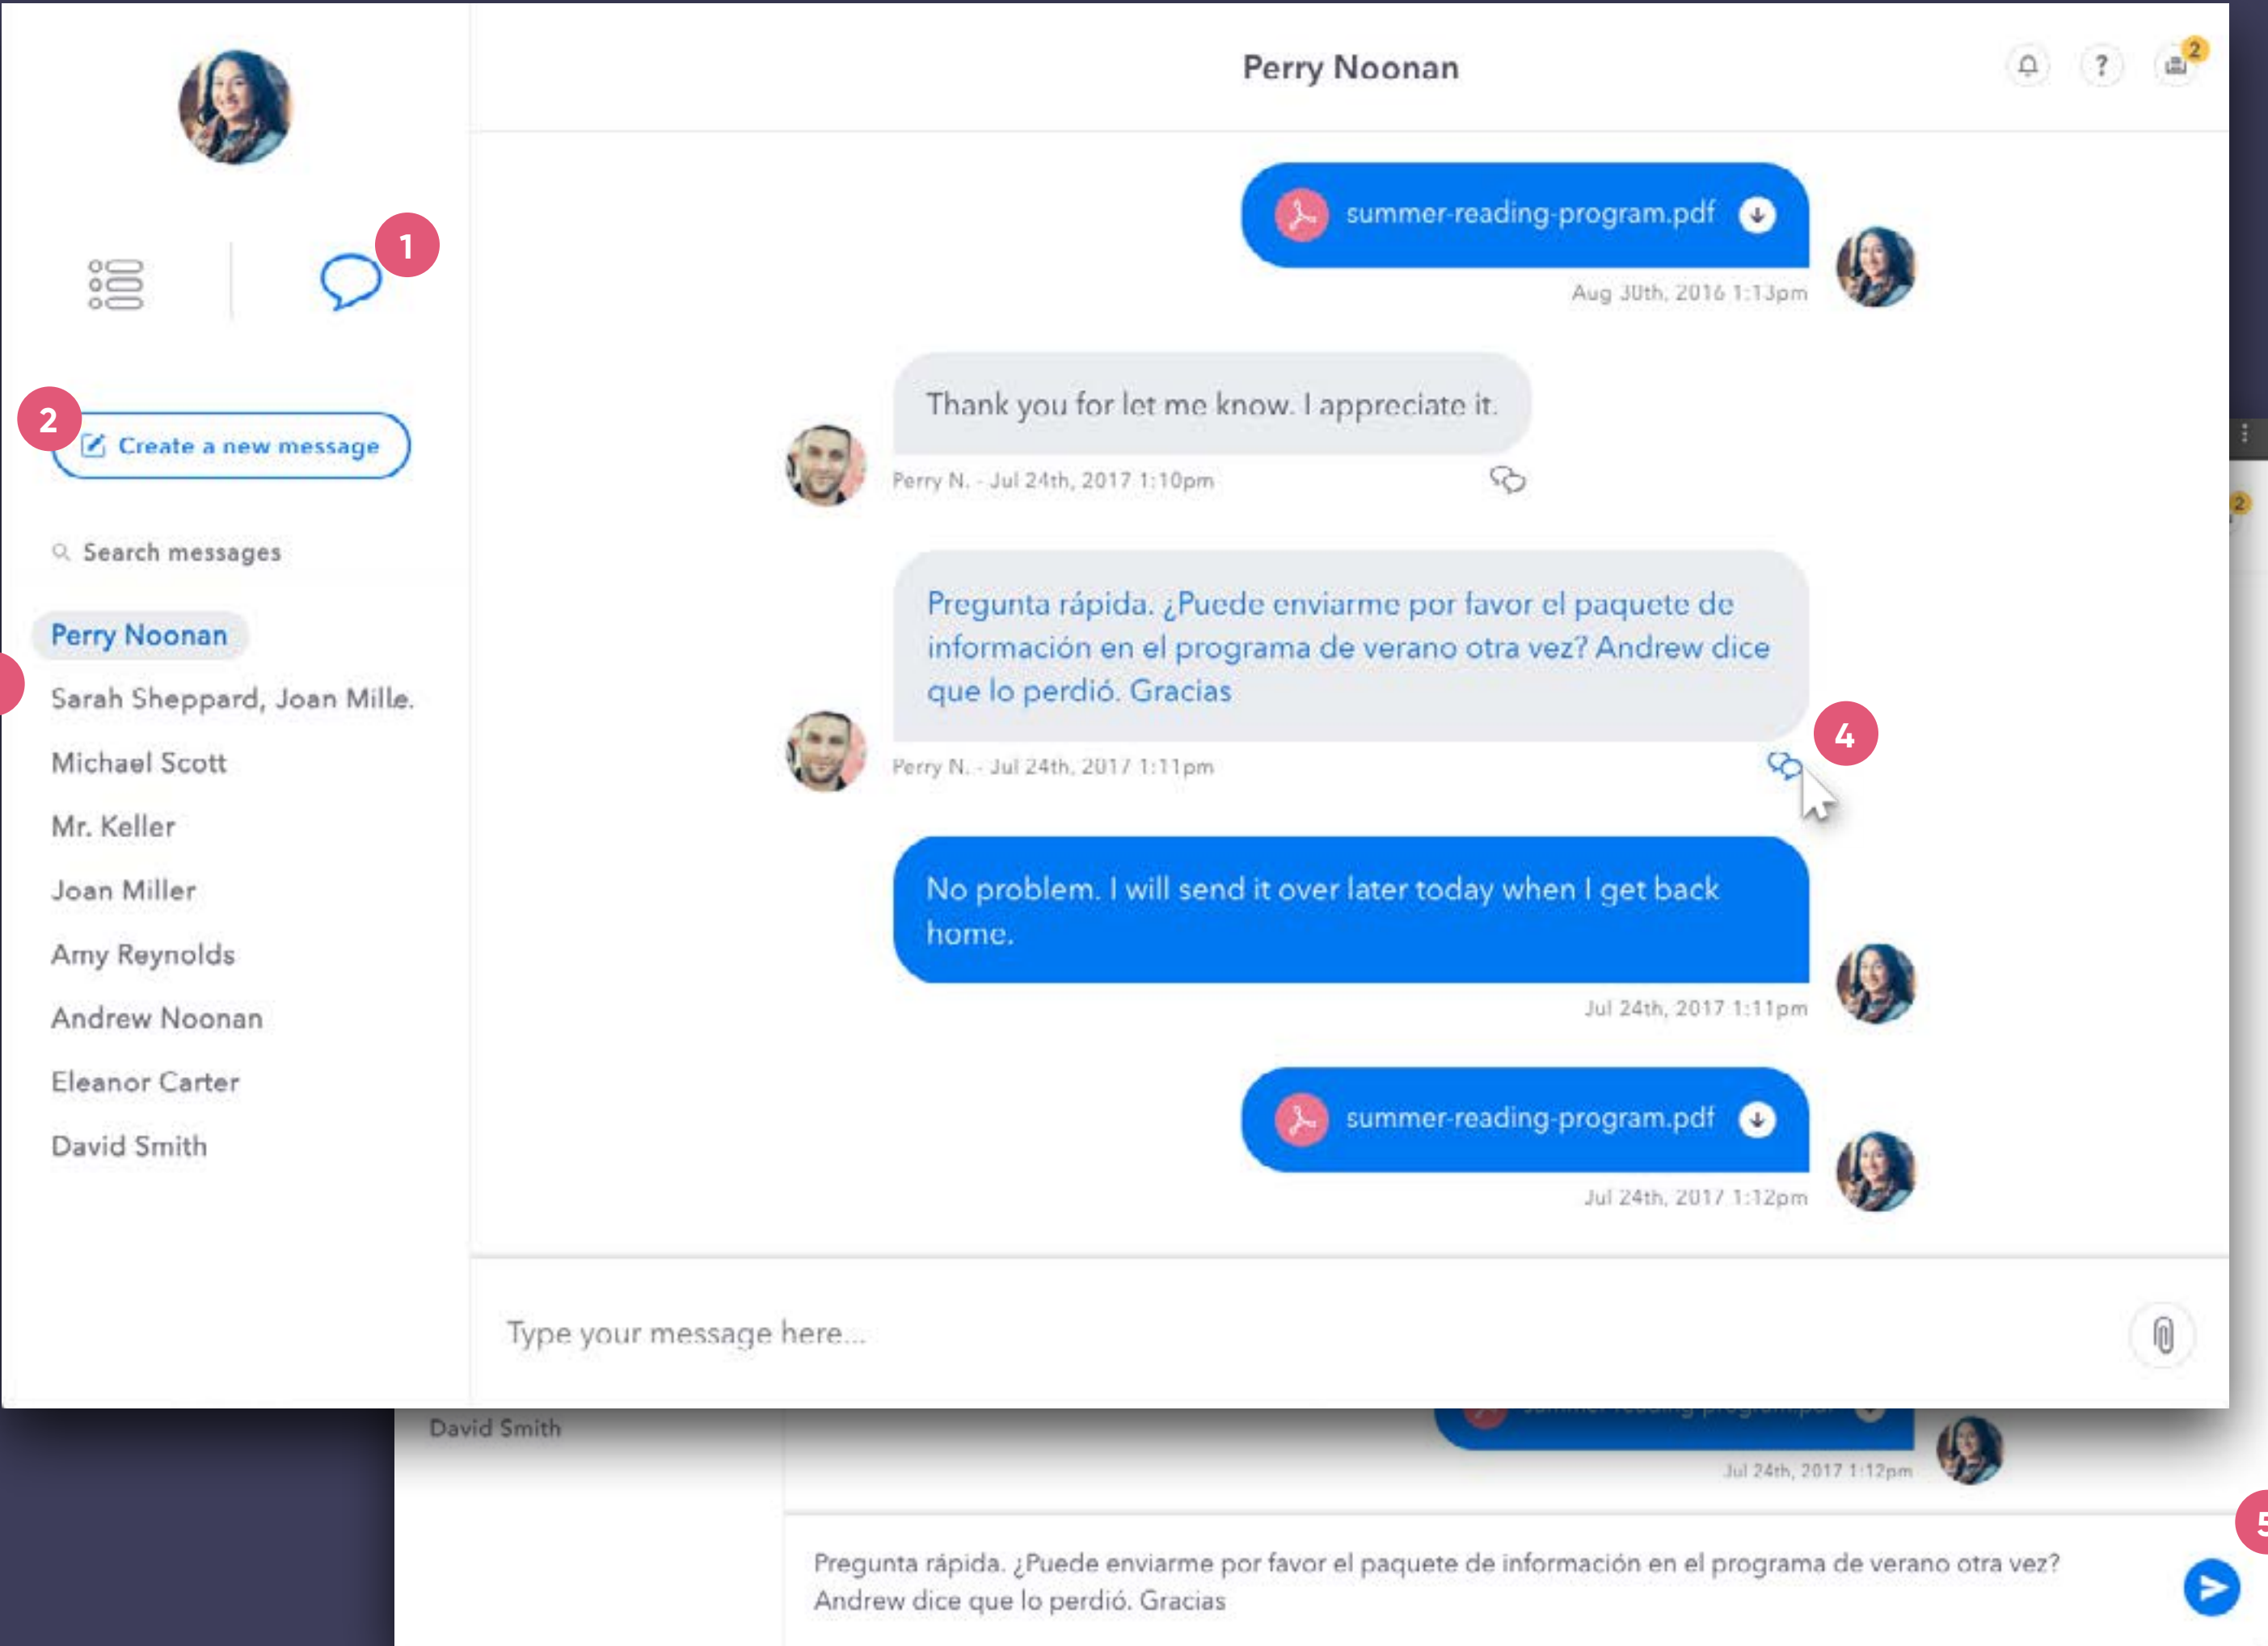 Perry Noonan
?
2
1
2
Create a new message
Search messages
Perry Noonan
Sarah Sheppard, Joan Mille.
Michael Scott
Mr. Keller
Joan Miller
Amy Reynolds
Andrew Noonan
Eleanor Carter
David Smith
summer-reading-program.pdf
Aug 30th, 2016 1:13pm
Thank you for let me know. I appreciate it.
Perry N. - Jul 24th, 2017 1:10pm
Pregunta rápida. ¿Puede enviarme por favor el paquete de
información en el programa de verano otra vez? Andrew dice
que lo perdió. Gracias
4
Perry N. - Jul 24th, 2017 1:11pm
No problem. I will send it over later today when I get back
home.
Jul 24th, 2017 1:11pm
summer-reading-program.pdf
Jul 24th, 2017 1:12pm
Type your message here...
2
David Smith
summer-reading-program.pdf
Jul 24th, 2017 1:12pm
5
Pregunta rápida. ¿Puede enviarme por favor el paquete de información en el programa de verano otra vez?
Andrew dice que lo perdió. Gracias